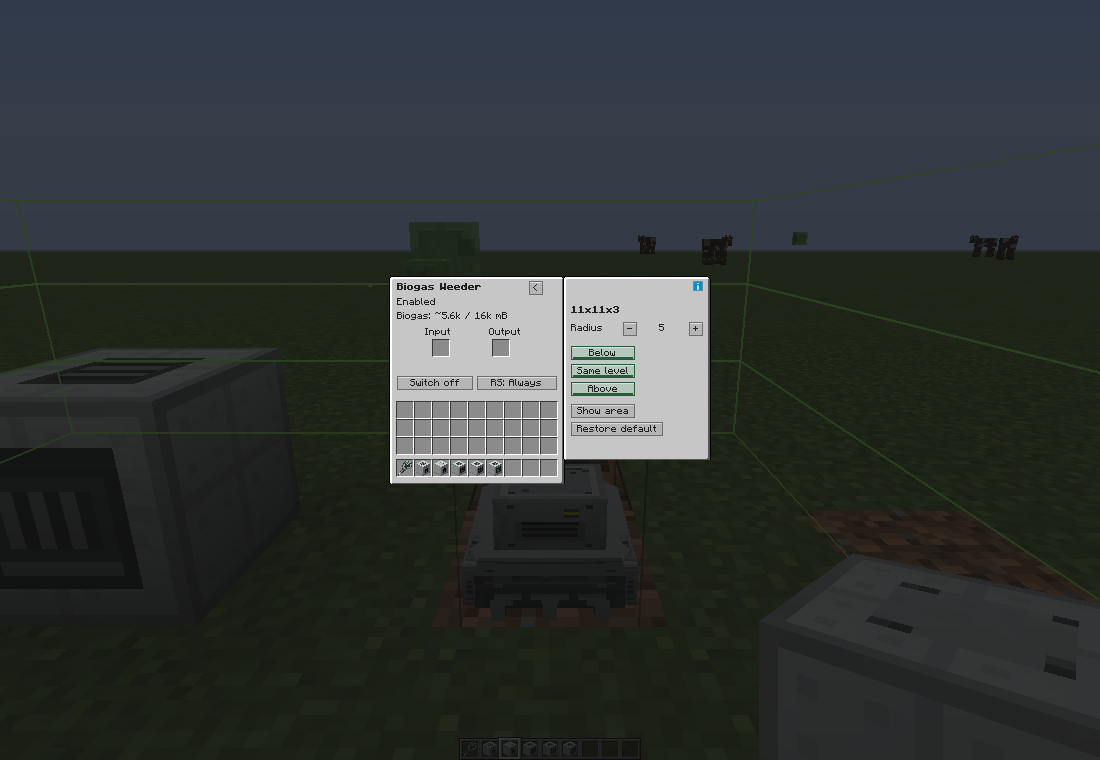 Biogas Weeder <
Enabled
Biogas: ~5.6k / 16k mB
Input Output
Switch off RS: Always
i
11x11x3
Radius - 5 +
Below
Same level
Above
Show area
Restore default